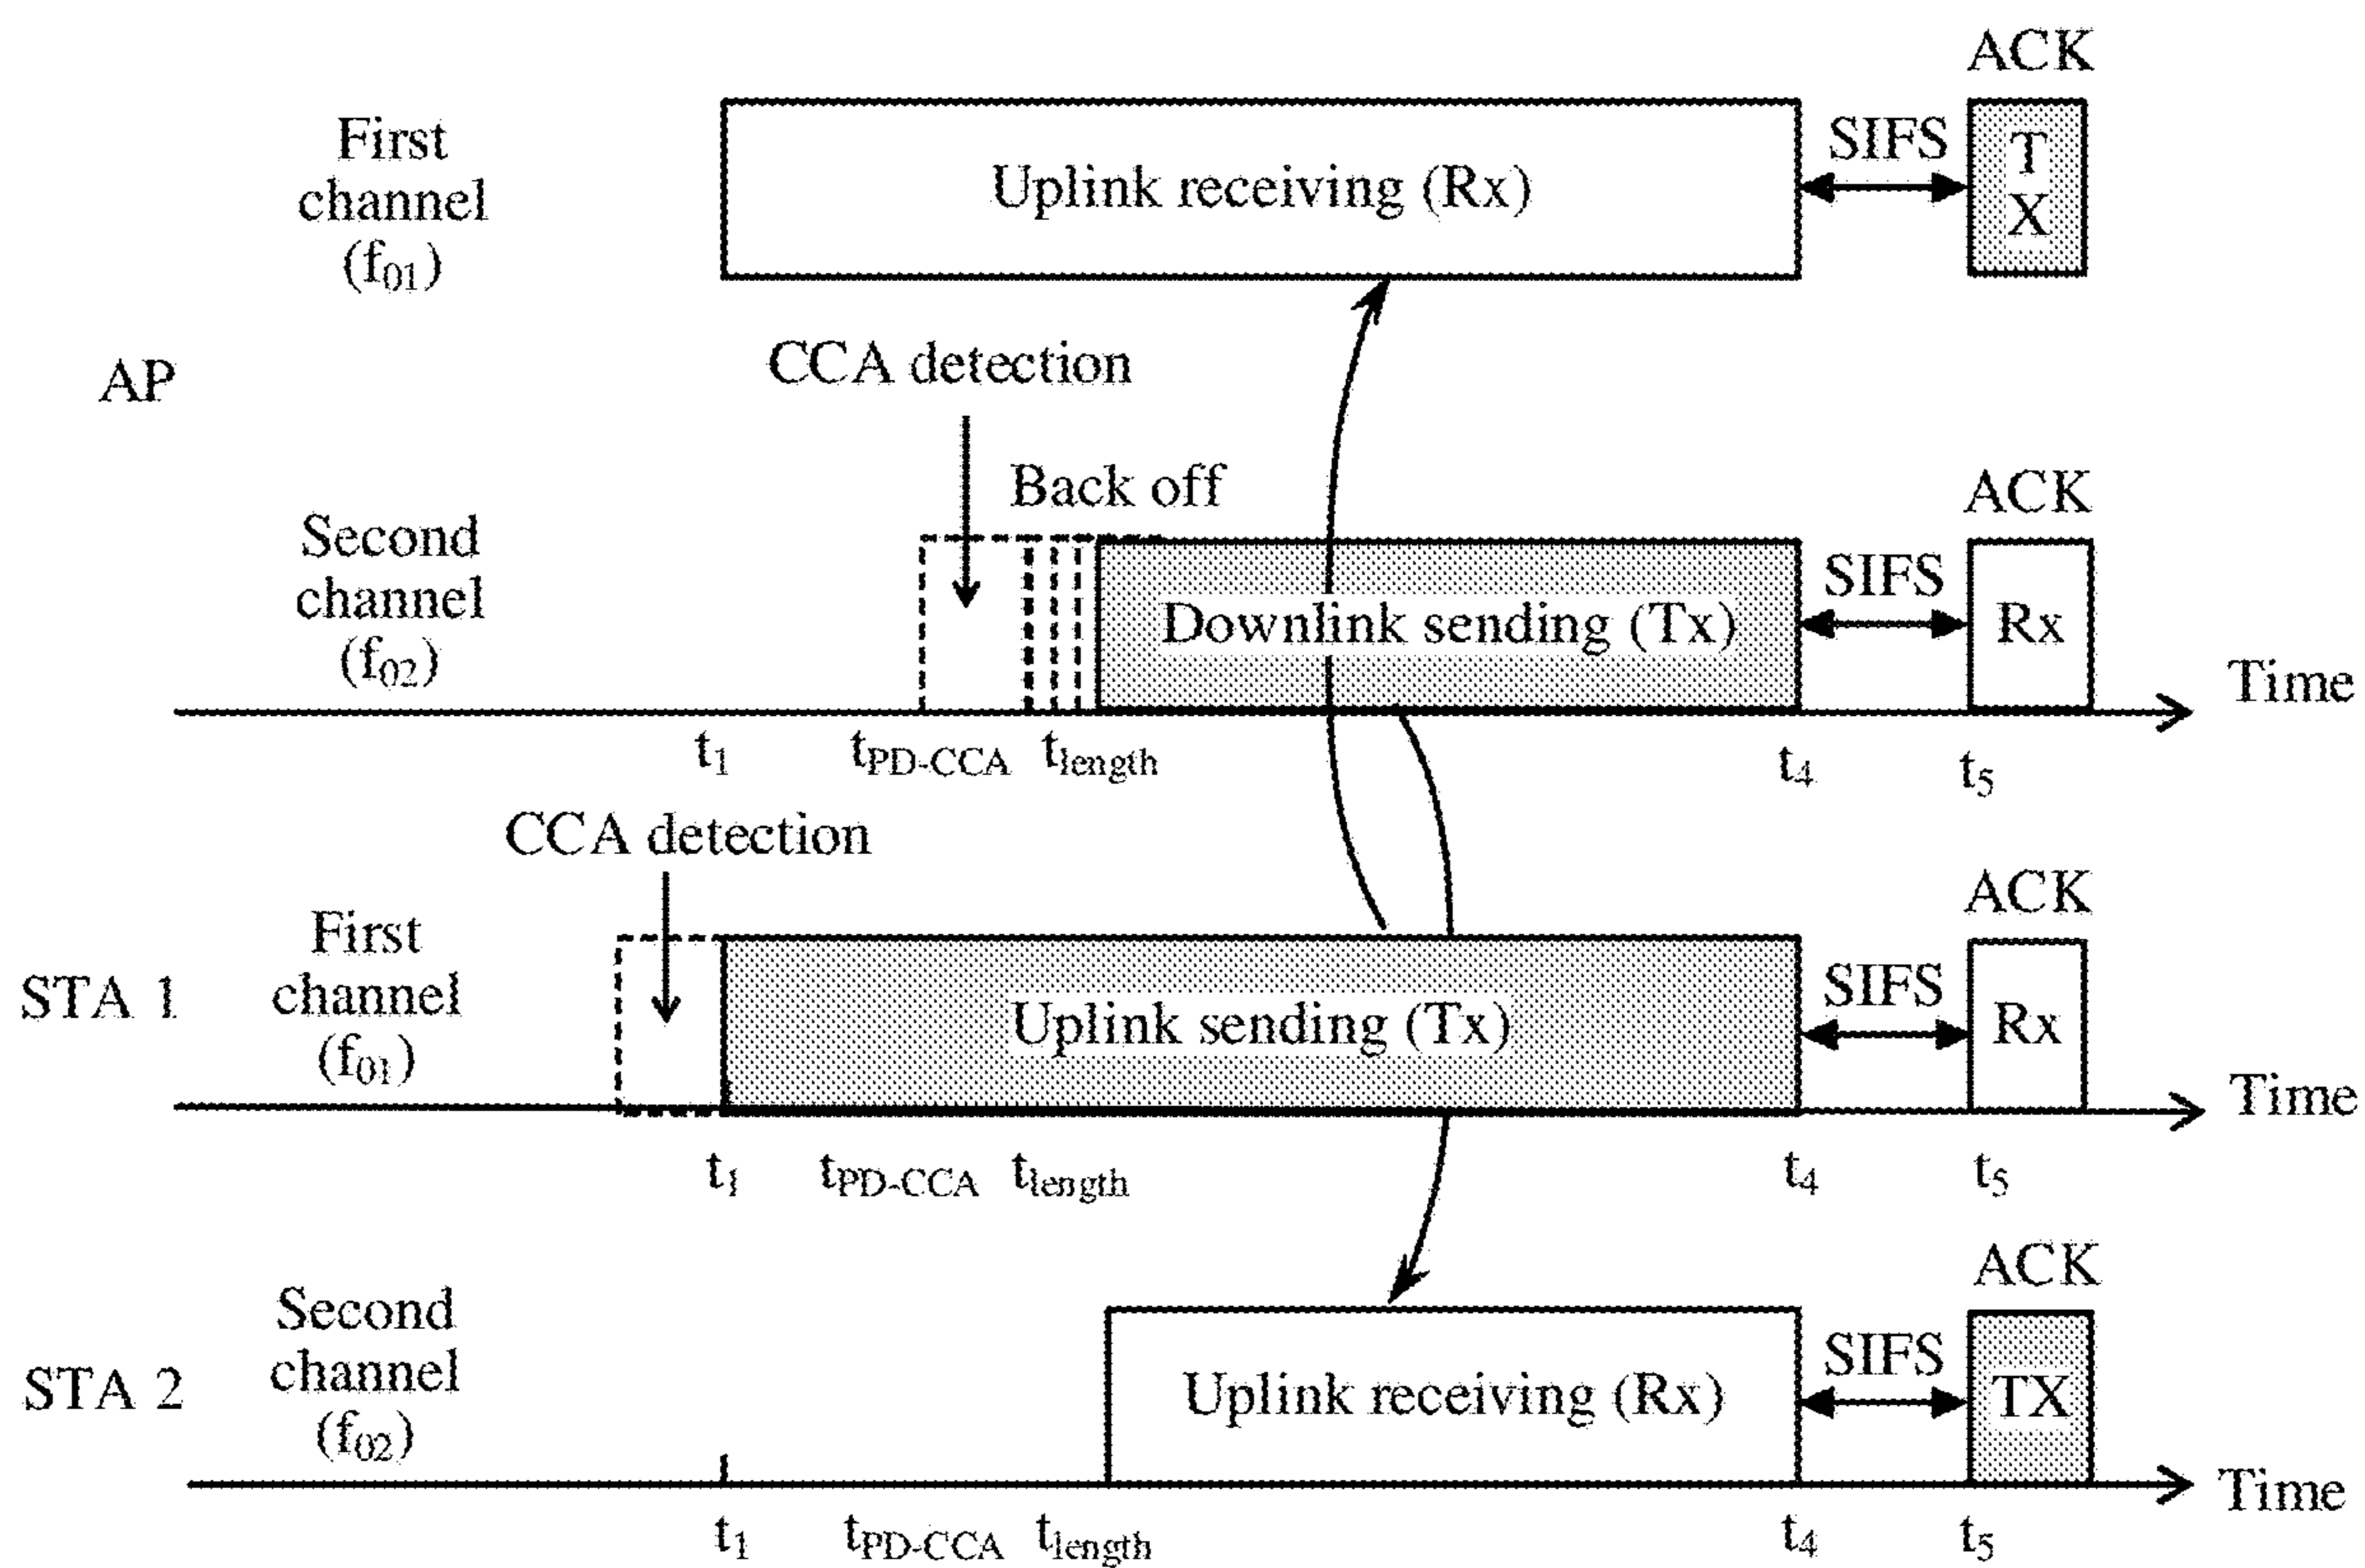 ACK
First
channel
(f01)
Uplink receiving (Rx)
SIFS
T
X
CCA detection
AP
Back off
ACK
Second
channel
(f02)
Downlink sending (Tx)
SIFS
Rx
Time
t1
tPD-CCA
tlength
t4
t5
CCA detection
ACK
STA 1
First
channel
(f01)
Uplink sending (Tx)
SIFS
Rx
Time
t1
tPD-CCA
tlength
t4
t5
ACK
STA 2
Second
channel
(f02)
Uplink receiving (Rx)
SIFS
TX
Time
t1
tPD-CCA
tlength
t4
t5